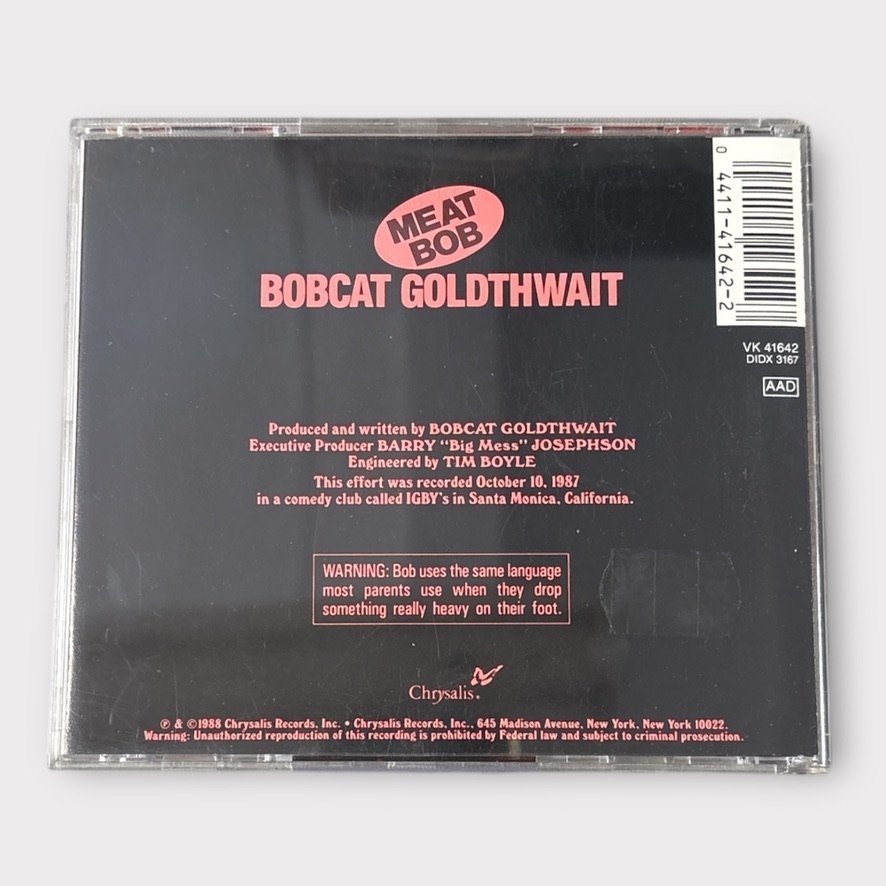 MEAT
BOB
BOBCAT GOLDTHWAIT
0 4411-41642-2
VK 41642
DIDX 3167
AAD
Produced and written by BOBCAT GOLDTHWAIT
Executive Producer BARRY "Big Mess" JOSEPHSON
Engineered by TIM BOYLE
This effort was recorded October 10, 1987
in a comedy club called IGBY's in Santa Monica, California.
WARNING: Bob uses the same language
most parents use when they drop
something really heavy on their foot.
Chrysalis.
℗ & ©1988 Chrysalis Records, Inc. • Chrysalis Records, Inc., 645 Madison Avenue, New York, New York 10022.
Warning: Unauthorized reproduction of this recording is prohibited by Federal law and subject to criminal prosecution.